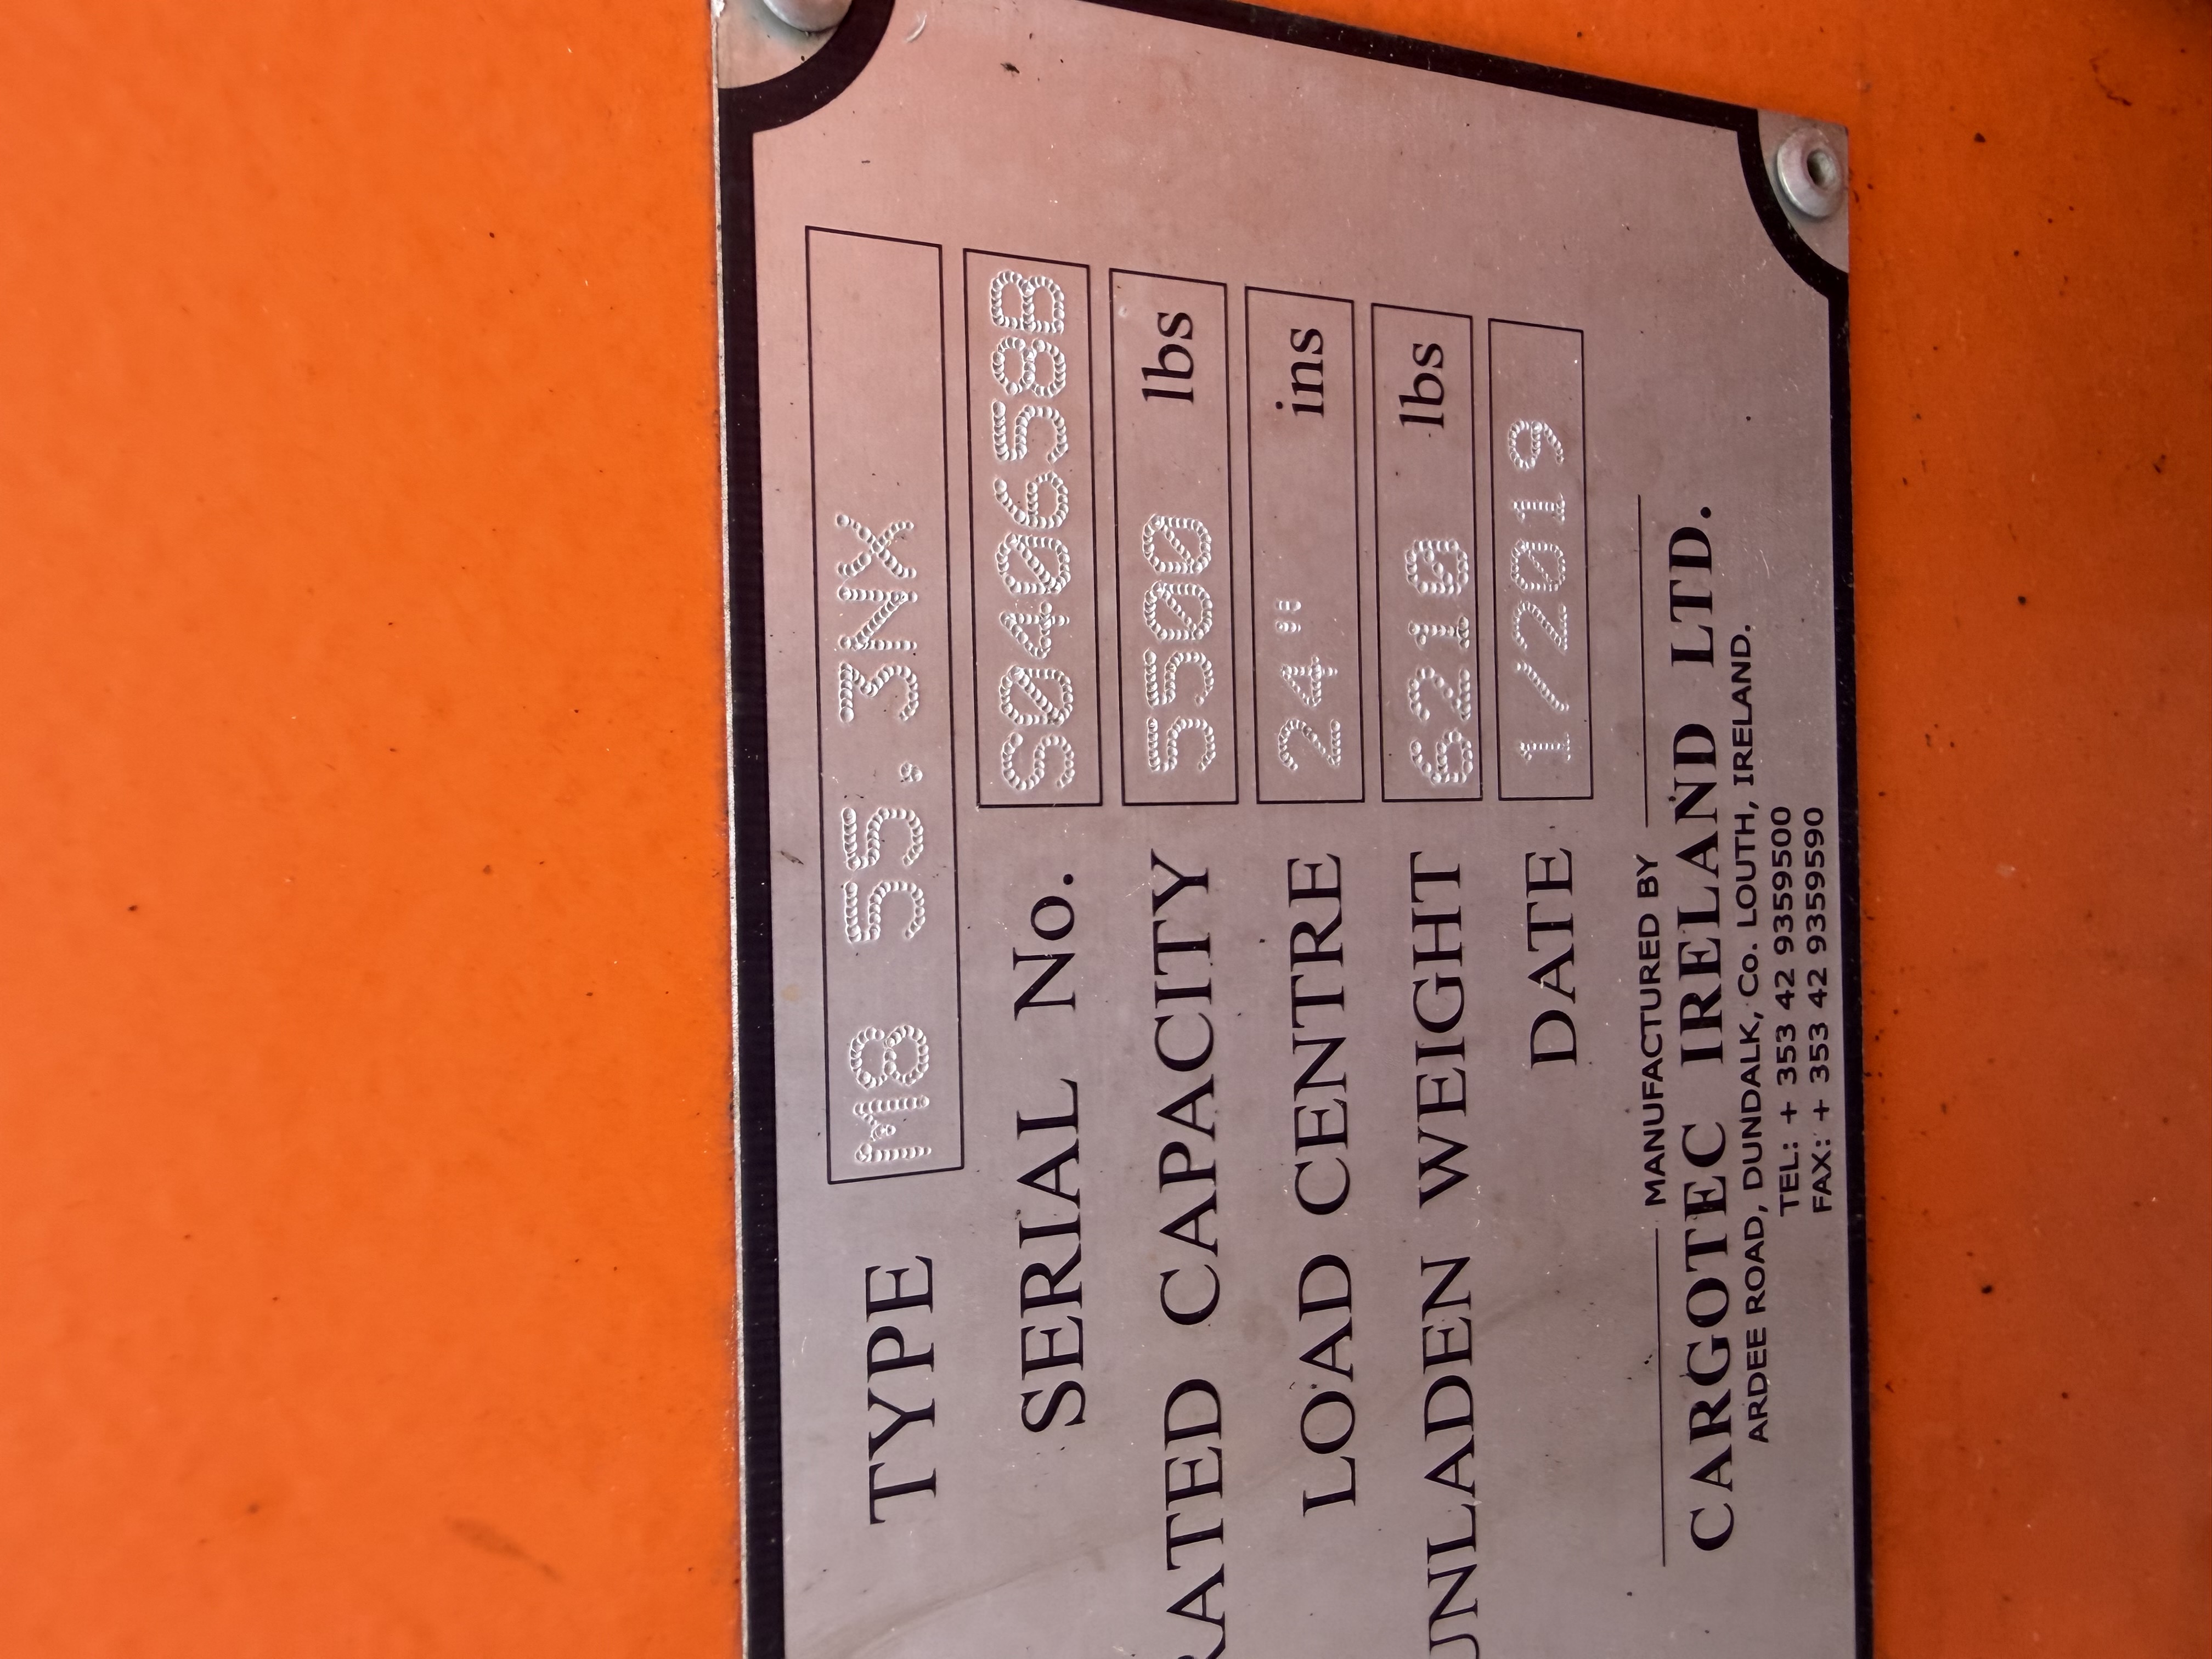 TYPE M8 55.3NX
SERIAL No. S040658B
RATED CAPACITY 5500 lbs
LOAD CENTRE 24" ins
UNLADEN WEIGHT 6210 lbs
DATE 1/2019
MANUFACTURED BY
CARGOTEC IRELAND LTD.
ARDEE ROAD, DUNDALK, Co. LOUTH, IRELAND.
TEL: + 353 42 9359500
FAX: + 353 42 9359590